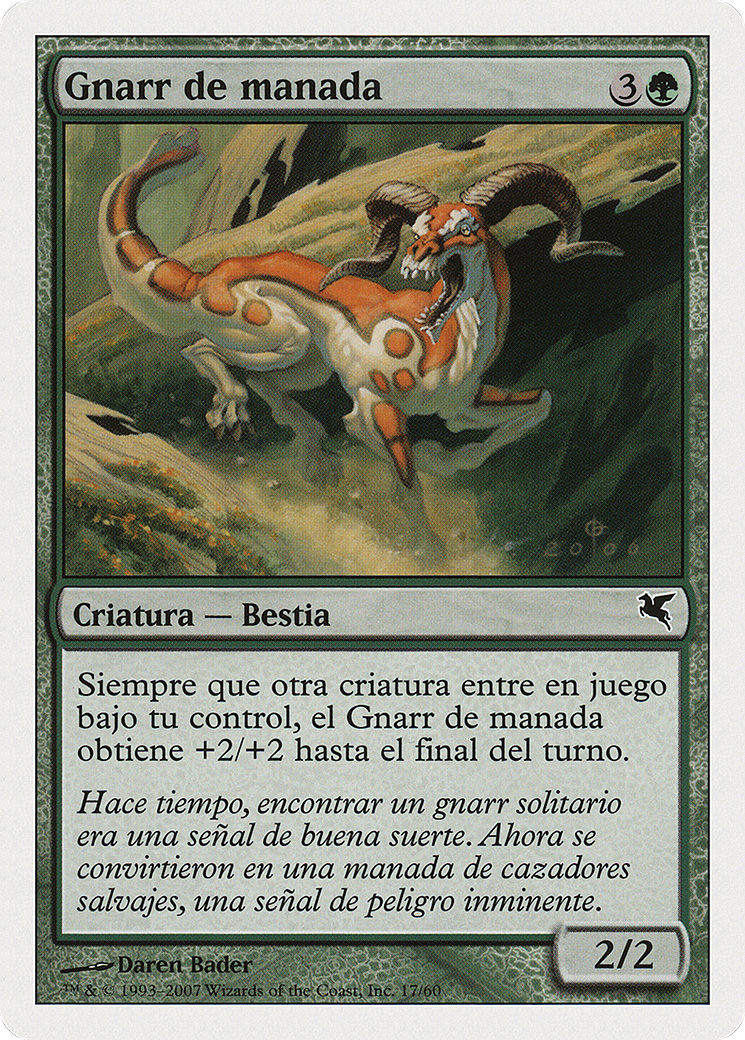 Gnarr de manada 3
2006
Criatura — Bestia
Siempre que otra criatura entre en juego
bajo tu control, el Gnarr de manada
obtiene +2/+2 hasta el final del turno.
Hace tiempo, encontrar un gnarr solitario
era una señal de buena suerte. Ahora se
convirtieron en una manada de cazadores
salvajes, una señal de peligro inminente.
2/2
Daren Bader
™ & © 1993–2007 Wizards of the Coast, Inc. 17/60